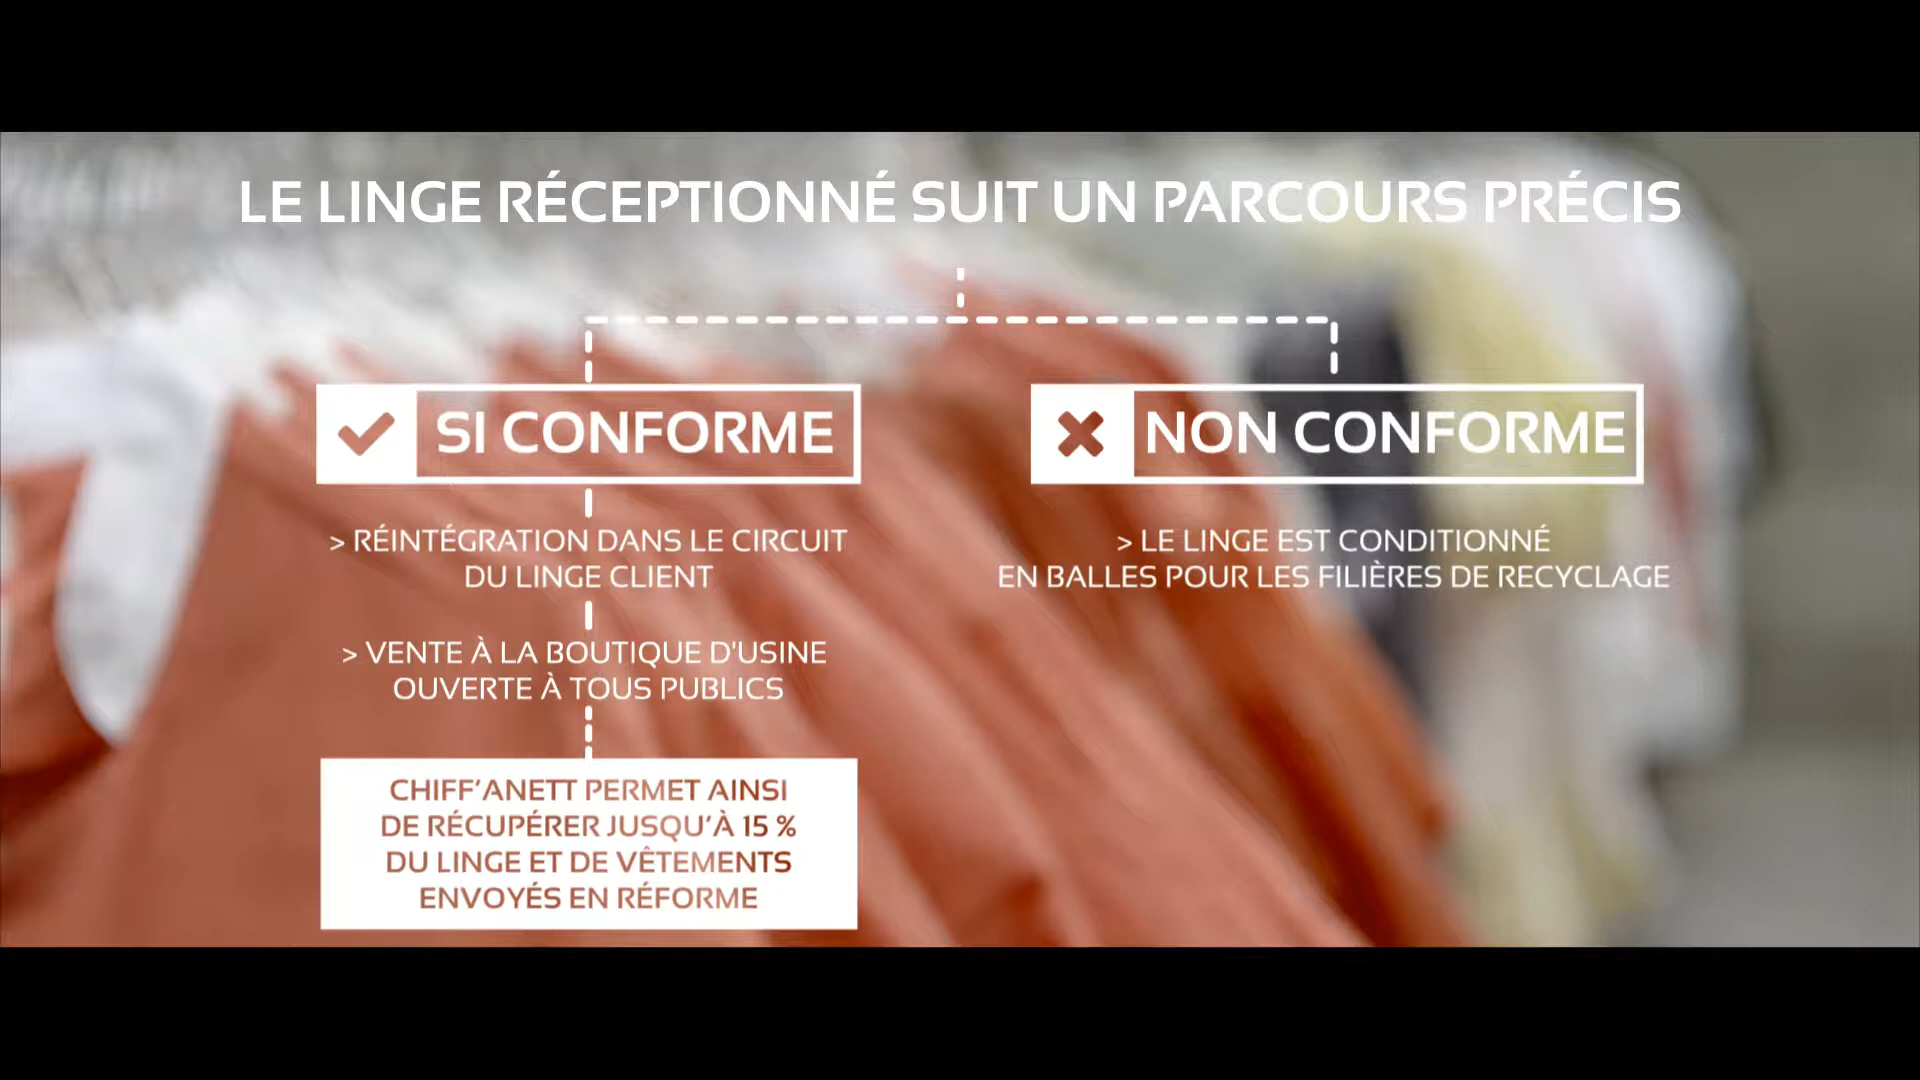 LE LINGE RÉCEPTIONNÉ SUIT UN PARCOURS PRÉCIS
SI CONFORME
> RÉINTÉGRATION DANS LE CIRCUIT
DU LINGE CLIENT
> VENTE À LA BOUTIQUE D'USINE
OUVERTE À TOUS PUBLICS
CHIFF'ANETT PERMET AINSI
DE RÉCUPÉRER JUSQU'À 15 %
DU LINGE ET DE VÊTEMENTS
ENVOYÉS EN RÉFORME
NON CONFORME
> LE LINGE EST CONDITIONNÉ
EN BALLES POUR LES FILIÈRES DE RECYCLAGE